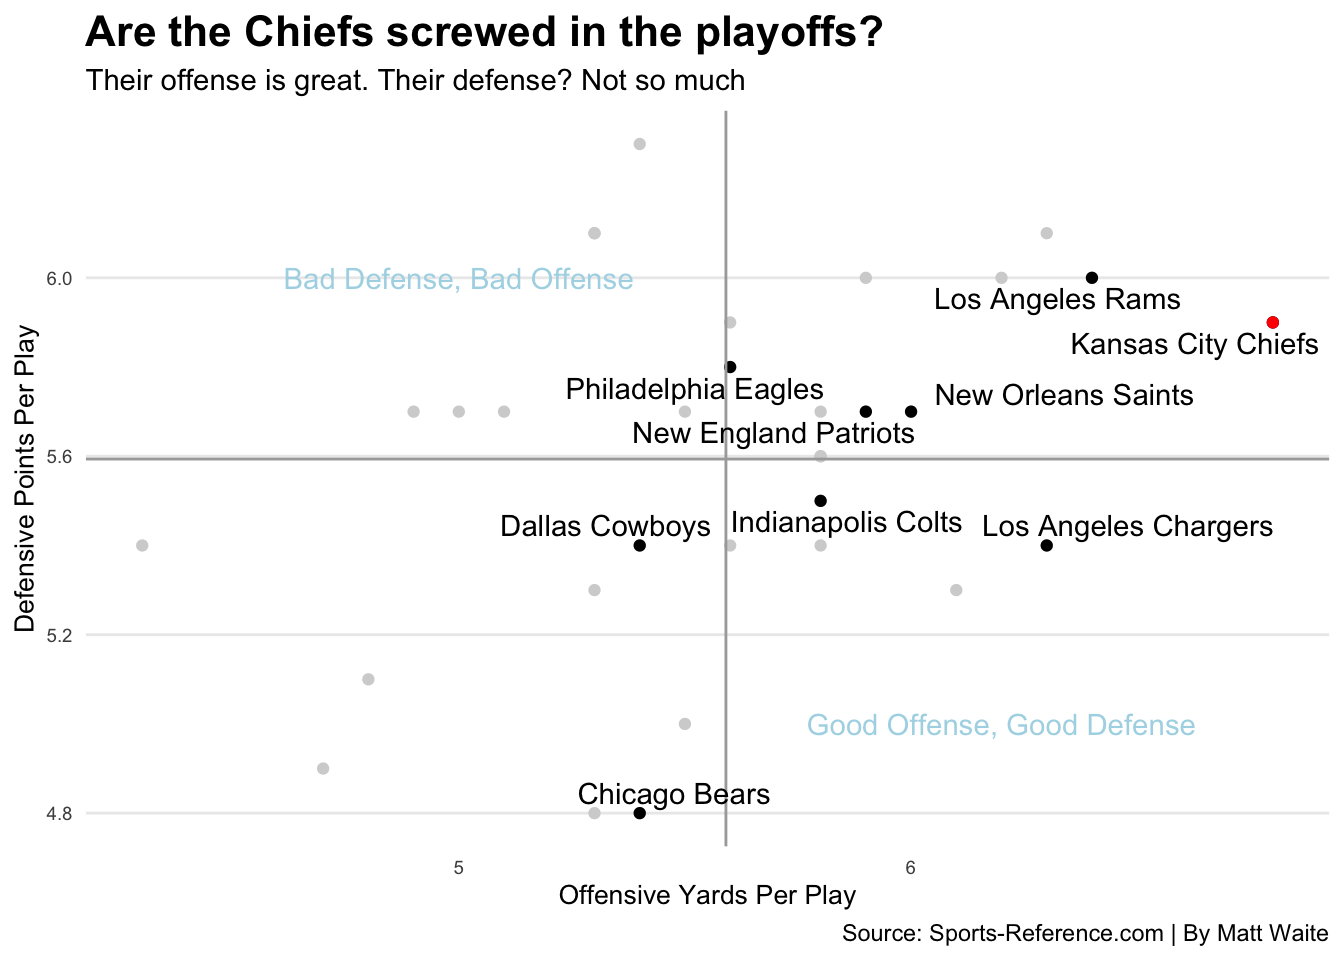 Are the Chiefs screwed in the playoffs?
Their offense is great. Their defense? Not so much
Bad Defense, Bad Offense
6.0
Los Angeles Rams
Kansas City Chiefs
Philadelphia Eagles
New Orleans Saints
New England Patriots
5.6
Dallas Cowboys
Indianapolis Colts
Los Angeles Chargers
Defensive Points Per Play
5.2
Good Offense, Good Defense
Chicago Bears
4.8
5
6
Offensive Yards Per Play
Source: Sports-Reference.com | By Matt Waite